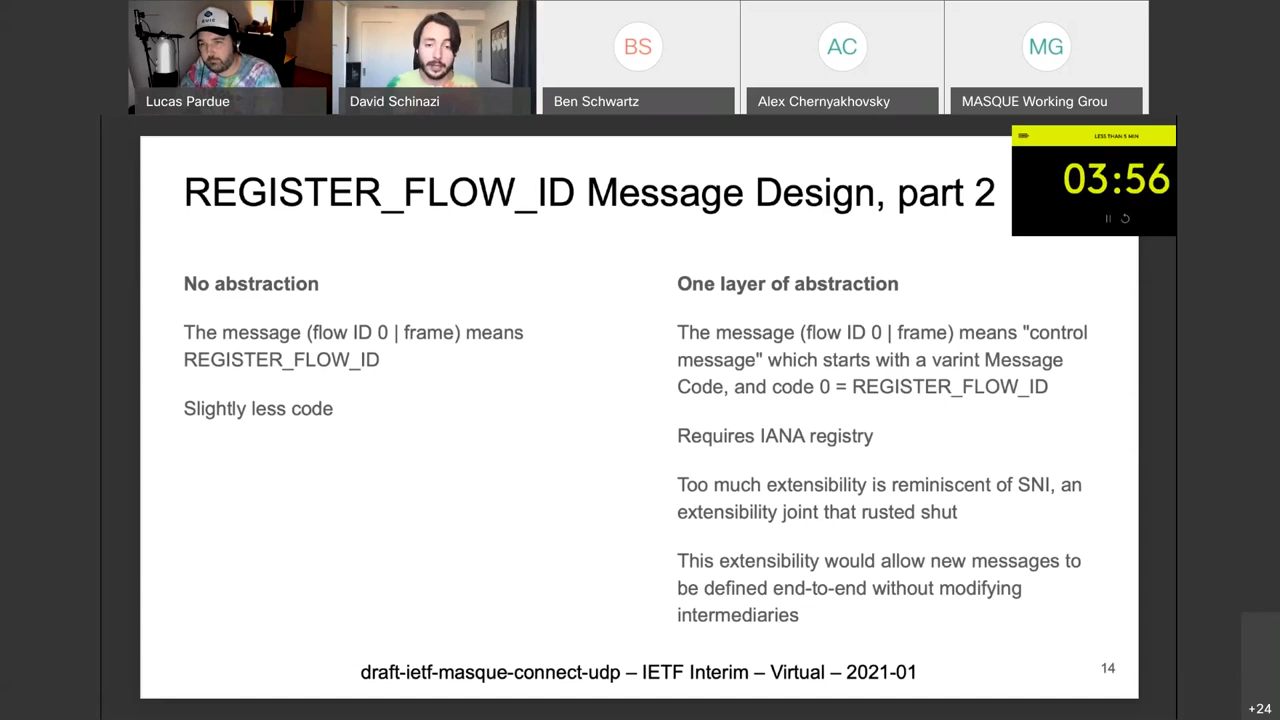 BS
AC
MG
Lucas Pardue
David Schinazi
Ben Schwartz
Alex Chernyakhovsky
MASQUE Working Grou
LESS THAN 5 MIN
03:56
REGISTER_FLOW_ID Message Design, part 2
No abstraction
The message (flow ID 0 | frame) means
REGISTER_FLOW_ID
Slightly less code
One layer of abstraction
The message (flow ID 0 | frame) means "control
message" which starts with a varint Message
Code, and code 0 = REGISTER_FLOW_ID
Requires IANA registry
Too much extensibility is reminiscent of SNI, an
extensibility joint that rusted shut
This extensibility would allow new messages to
be defined end-to-end without modifying
intermediaries
draft-ietf-masque-connect-udp – IETF Interim – Virtual – 2021-01
14
+24